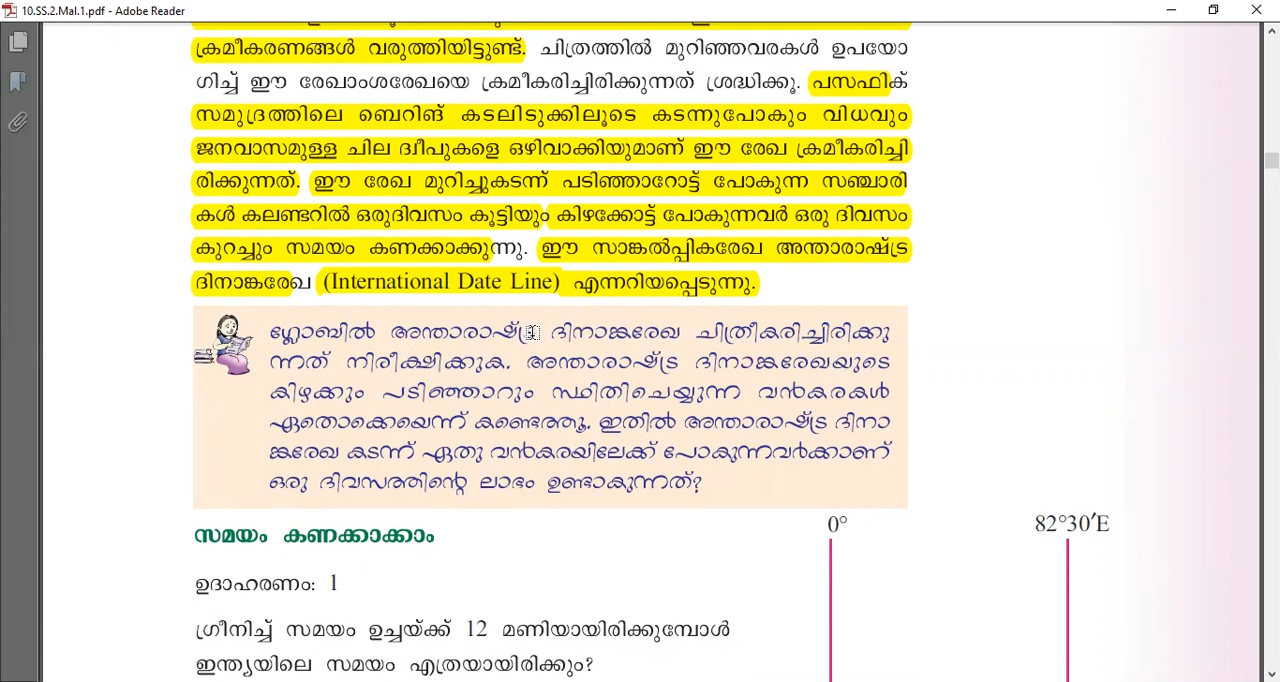 10.SS.2.Mal.1.pdf - Adobe Reader
ക്രമീകരണങ്ങൾ വരുത്തിയിട്ടുണ്ട്. ചിത്രത്തിൽ മുറിഞ്ഞവരകൾ ഉപയോ
ഗിച്ച് ഈ രേഖാംശരേഖയെ ക്രമീകരിച്ചിരിക്കുന്നത് ശ്രദ്ധിക്കൂ. പസഫിക്
സമുദ്രത്തിലെ ബെറിങ് കടലിടുക്കിലൂടെ കടന്നുപോകും വിധവും
ജനവാസമുള്ള ചില ദ്വീപുകളെ ഒഴിവാക്കിയുമാണ് ഈ രേഖ ക്രമീകരിച്ചി
രിക്കുന്നത്. ഈ രേഖ മുറിച്ചുകടന്ന് പടിഞ്ഞാറോട്ട് പോകുന്ന സഞ്ചാരി
കൾ കലണ്ടറിൽ ഒരുദിവസം കൂട്ടിയും കിഴക്കോട്ട് പോകുന്നവർ ഒരു ദിവസം
കുറച്ചും സമയം കണക്കാക്കുന്നു. ഈ സാങ്കൽപ്പികരേഖ അന്താരാഷ്ട്ര
ദിനാങ്കരേഖ (International Date Line) എന്നറിയപ്പെടുന്നു.
ഗ്ലോബിൽ അന്താരാഷ്ട്ര ദിനാങ്കരേഖ ചിത്രീകരിച്ചിരിക്കു
ന്നത് നിരീക്ഷിക്കുക. അന്താരാഷ്ട്ര ദിനാങ്കരേഖയുടെ
കിഴക്കും പടിഞ്ഞാറും സ്ഥിതിചെയ്യുന്ന വൻകരകൾ
ഏതൊക്കെയെന്ന് കണ്ടെത്തൂ. ഇതിൽ അന്താരാഷ്ട്ര ദിനാ
ങ്കരേഖ കടന്ന് ഏതു വൻകരയിലേക്ക് പോകുന്നവർക്കാണ്
ഒരു ദിവസത്തിന്റെ ലാഭം ഉണ്ടാകുന്നത്?
സമയം കണക്കാക്കാം
0° 82°30′E
ഉദാഹരണം: 1
ഗ്രീനിച്ച് സമയം ഉച്ചയ്ക്ക് 12 മണിയായിരിക്കുമ്പോൾ
ഇന്ത്യയിലെ സമയം എത്രയായിരിക്കും?